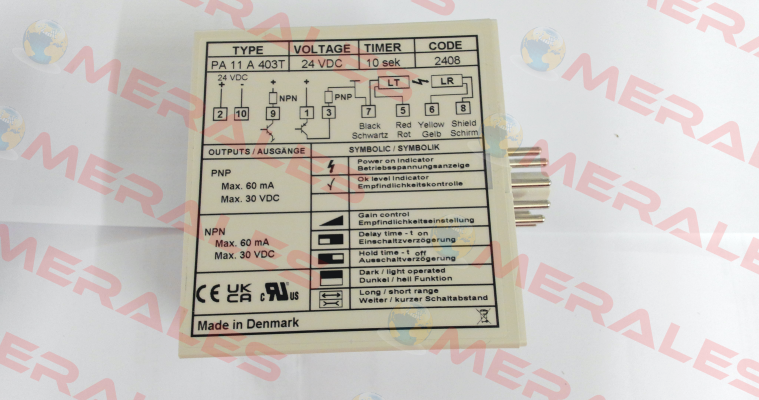 TYPE VOLTAGE TIMER CODE
PA 11 A 403T 24 VDC 10 sek 2408
24 VDC
+ - + + NPN PNP LT LR
2 10 9 1 3 7 5 6 8
Black Red Yellow Shield
Schwartz Rot Gelb Schirm
OUTPUTS / AUSGÄNGE SYMBOLIC / SYMBOLIK
PNP
Max. 60 mA
Max. 30 VDC
Power on indicator
Betriebsspannungsanzeige
Ok level indicator
Empfindlichkeitskontrolle
NPN
Max. 60 mA
Max. 30 VDC
Gain control
Empfindlichkeitseinstellung
Delay time - 1 on
Einschaltverzögerung
Hold time - 1 off
Ausschaltverzögerung
Dark / light operated
Dunkel / hell Funktion
Long / short range
Weiter / kurzer Schaltabstand
CE UK CA c US
Made in Denmark
MERALES